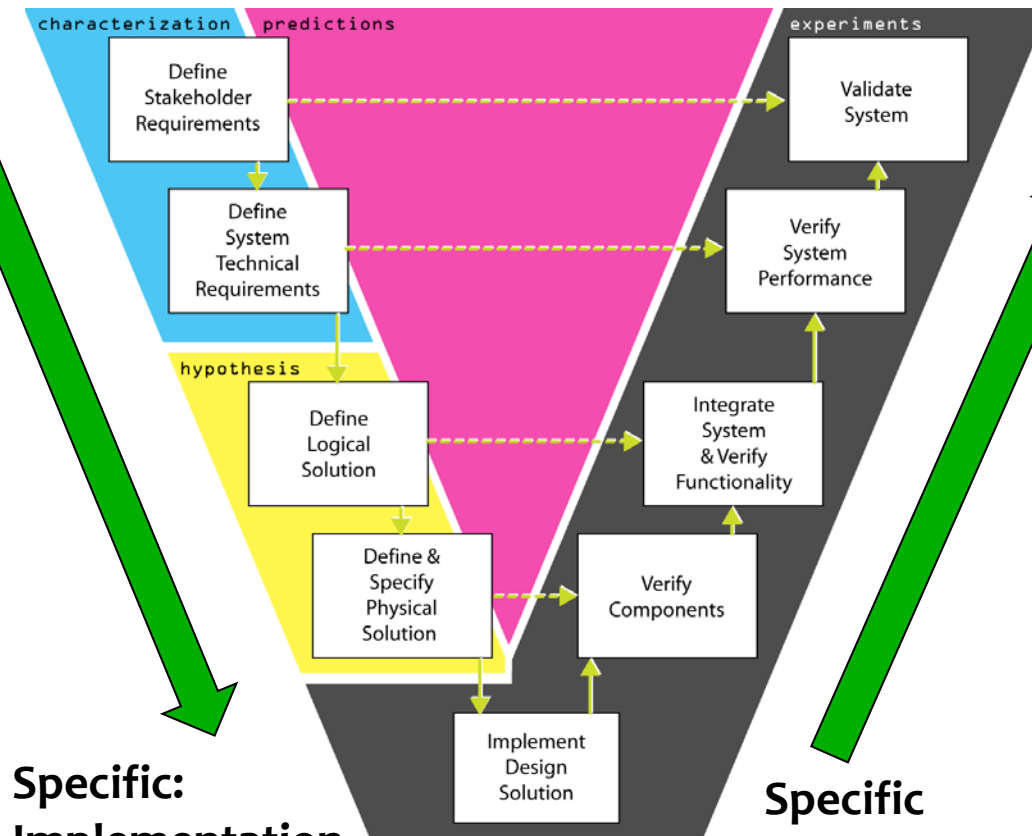 characterization
predictions
experiments
Define
Stakeholder
Requirements
Validate
System
Define
System
Technical
Requirements
Verify
System
Performance
hypothesis
Define
Logical
Solution
Integrate
System
& Verify
Functionality
Define &
Specify
Physical
Solution
Verify
Components
Implement
Design
Solution
Specific:
Implementation
Specific